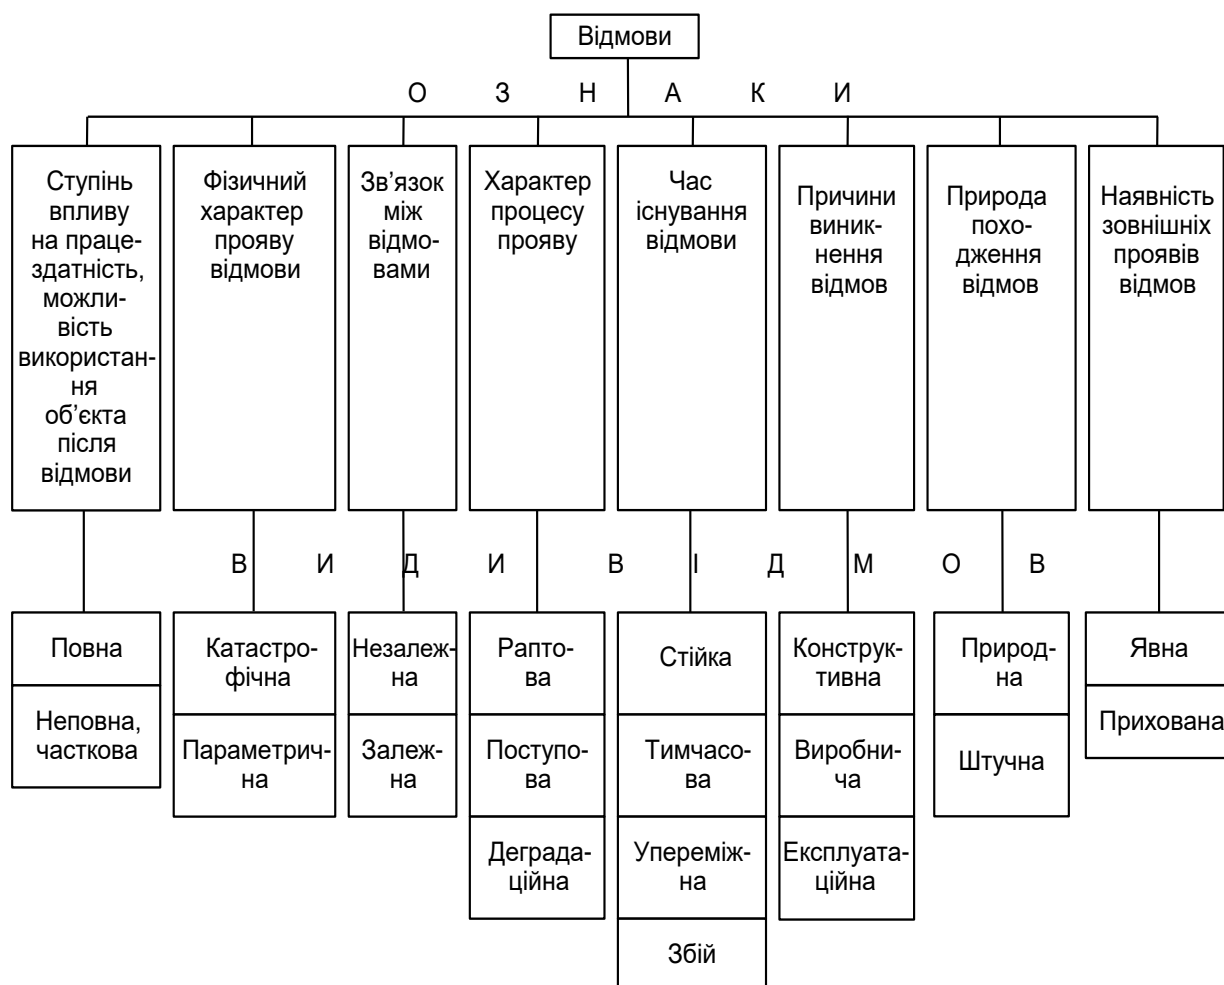 Відмови
О З Н А К И
Ступінь
впливу
на праце-
здатність,
можли-
вість
використан-
ня
об’єкта
після
відмови
Фізичний
характер
прояву
відмови
Зв’язок
між
відмо-
вами
Характер
процесу
прояву
Час
існування
відмови
Причини
виник-
нення
відмов
Природа
похо-
дження
відмов
Наявність
зовнішніх
проявів
відмов
В И Д И В І Д М О В
Повна
Неповна,
часткова
Катастро-
фічна
Параметрич-
на
Незалеж-
на
Залеж-
на
Рапто-
ва
Поступо-
ва
Деграда-
ційна
Стійка
Тимчасо-
ва
Упереміж-
на
Збій
Конструк-
тивна
Виробни-
ча
Експлуата-
ційна
Природ-
на
Штучна
Явна
Прихована